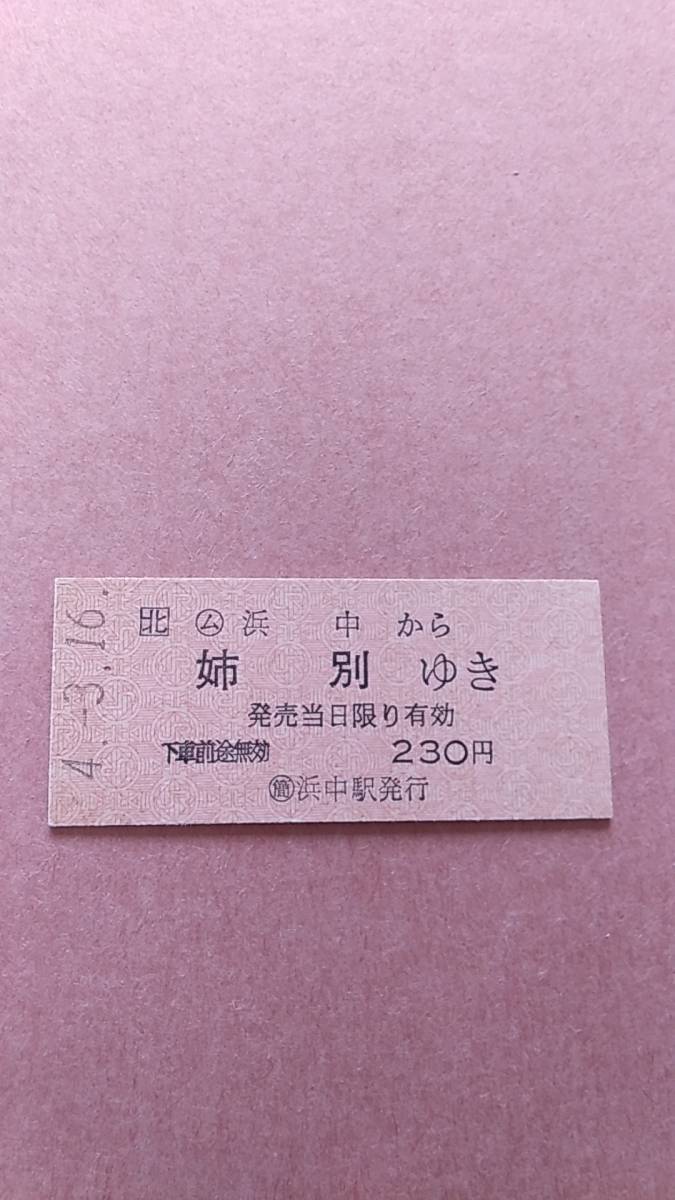 4.-3.16.
北 ム 浜中から
姉別ゆき
発売当日限り有効
下車前途無効 230円
簡浜中駅発行